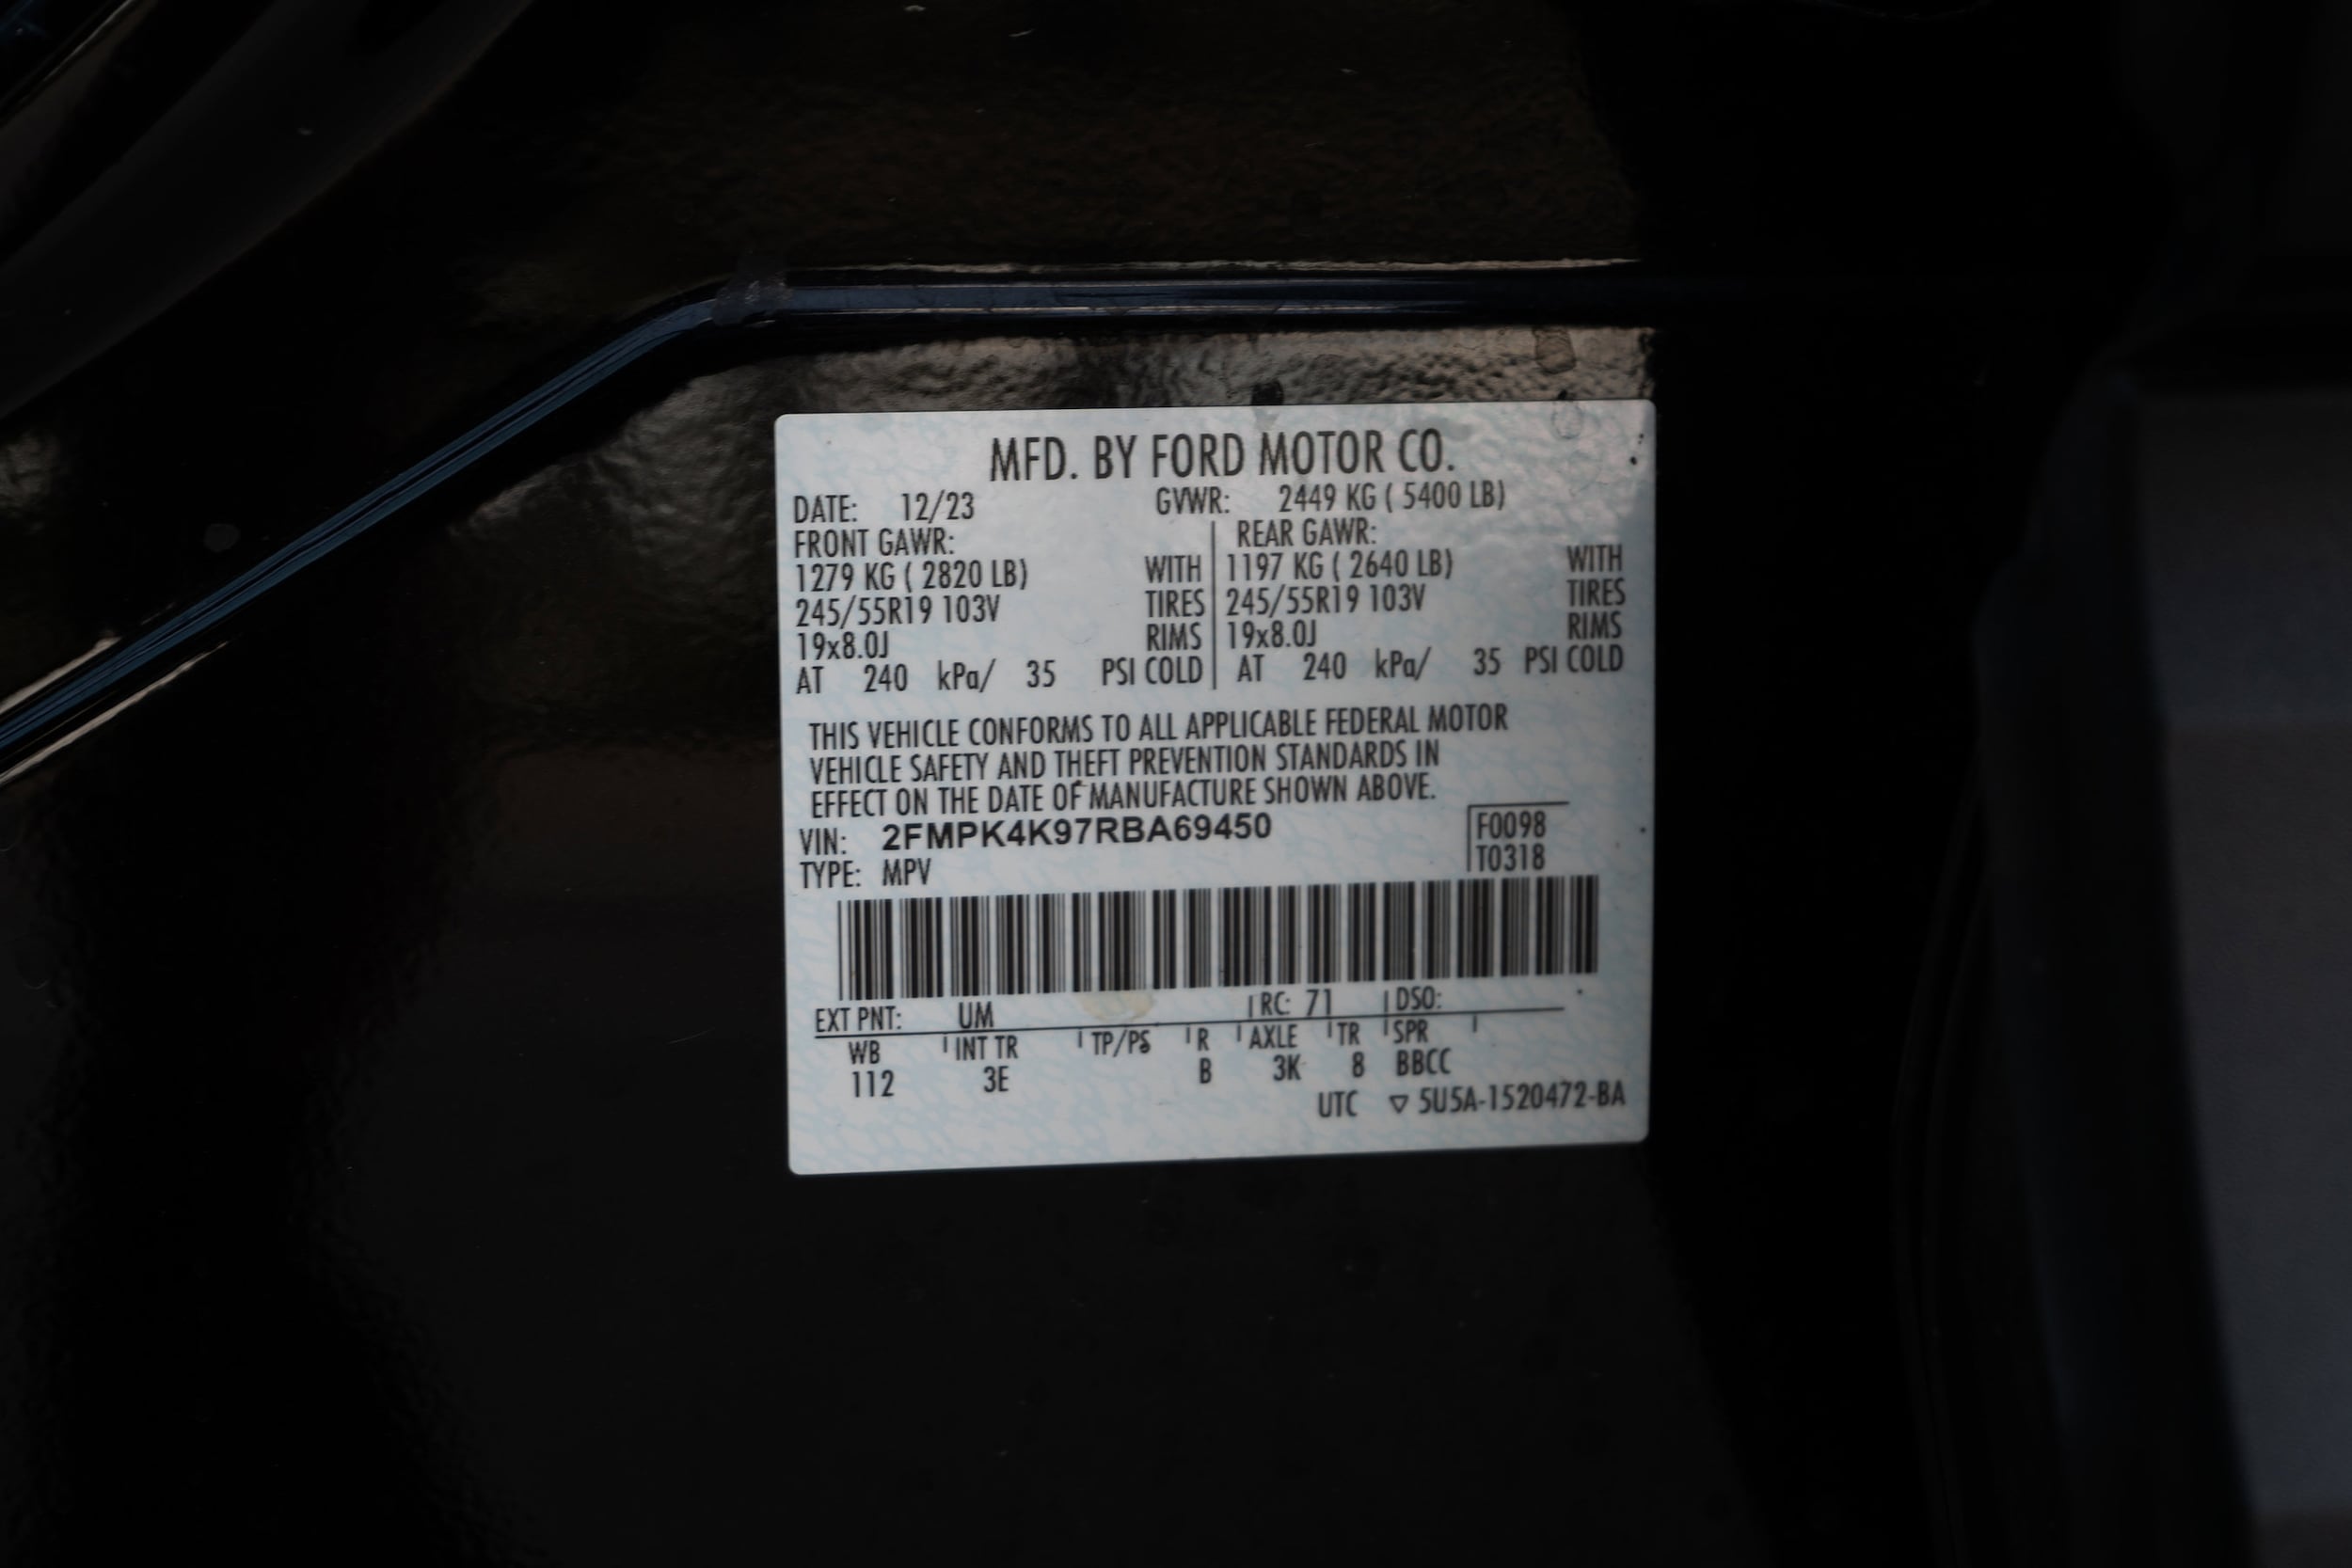 MFD. BY FORD MOTOR CO.
DATE: 12/23 GVWR: 2449 KG ( 5400 LB)
FRONT GAWR: REAR GAWR:
1279 KG ( 2820 LB) WITH 1197 KG ( 2640 LB) WITH
245/55R19 103V TIRES 245/55R19 103V TIRES
19x8.0J RIMS 19x8.0J RIMS
AT 240 kPa/ 35 PSI COLD AT 240 kPa/ 35 PSI COLD
THIS VEHICLE CONFORMS TO ALL APPLICABLE FEDERAL MOTOR
VEHICLE SAFETY AND THEFT PREVENTION STANDARDS IN
EFFECT ON THE DATE OF MANUFACTURE SHOWN ABOVE.
VIN: 2FMPK4K97RBA69450 F0098
TYPE: MPV T0318
EXT PNT: UM RC: 71 DSO:
WB INT TR TP/PS R AXLE TR SPR
112 3E B 3K 8 BBCC
UTC ▽ 5U5A-1520472-BA